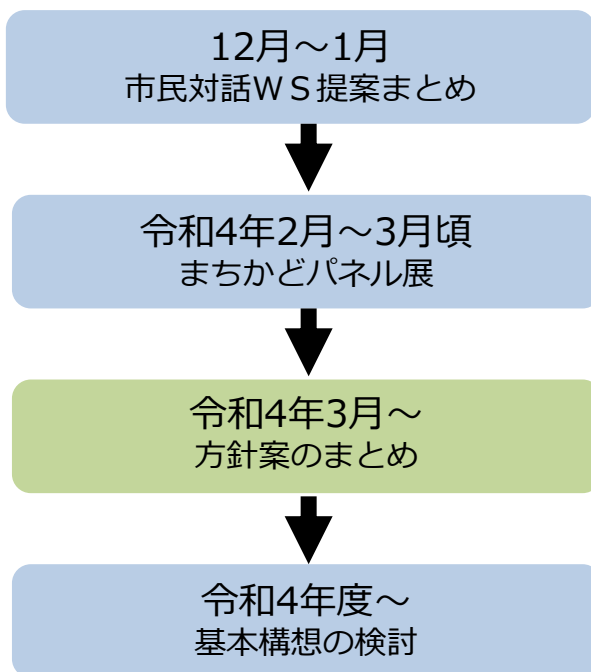 12月～1月
市民対話ＷＳ提案まとめ
令和4年2月～3月頃
まちかどパネル展
令和4年3月～
方針案のまとめ
令和4年度～
基本構想の検討